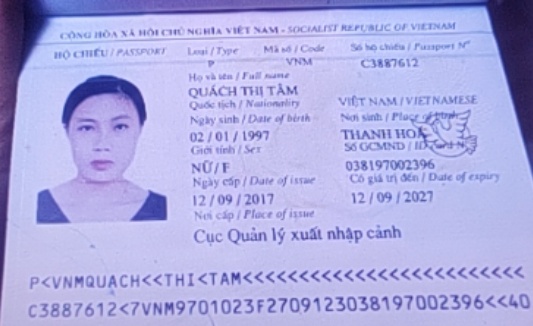 CỘNG HÒA XÃ HỘI CHỦ NGHĨA VIỆT NAM - SOCIALIST REPUBLIC OF VIETNAM
HỘ CHIẾU / PASSPORT Loại / Type Mã số / Code Số hộ chiếu / Passport Nº
P VNM C3887612
Họ và tên / Full name
QUÁCH THỊ TÂM
Quốc tịch / Nationality VIỆT NAM / VIETNAMESE
Ngày sinh / Date of birth Nơi sinh / Place of birth
02 / 01 / 1997 THANH HOÁ
Giới tính / Sex Số GCMND / ID Card Nº
NỮ / F 038197002396
Ngày cấp / Date of issue Có giá trị đến / Date of expiry
12 / 09 / 2017 12 / 09 / 2027
Nơi cấp / Place of issue
Cục Quản lý xuất nhập cảnh
P<VNMQUACH<<THI<TAM<<<<<<<<<<<<<<<<<<<<<<<<<
C3887612<7VNM9701023F2709123038197002396<<40